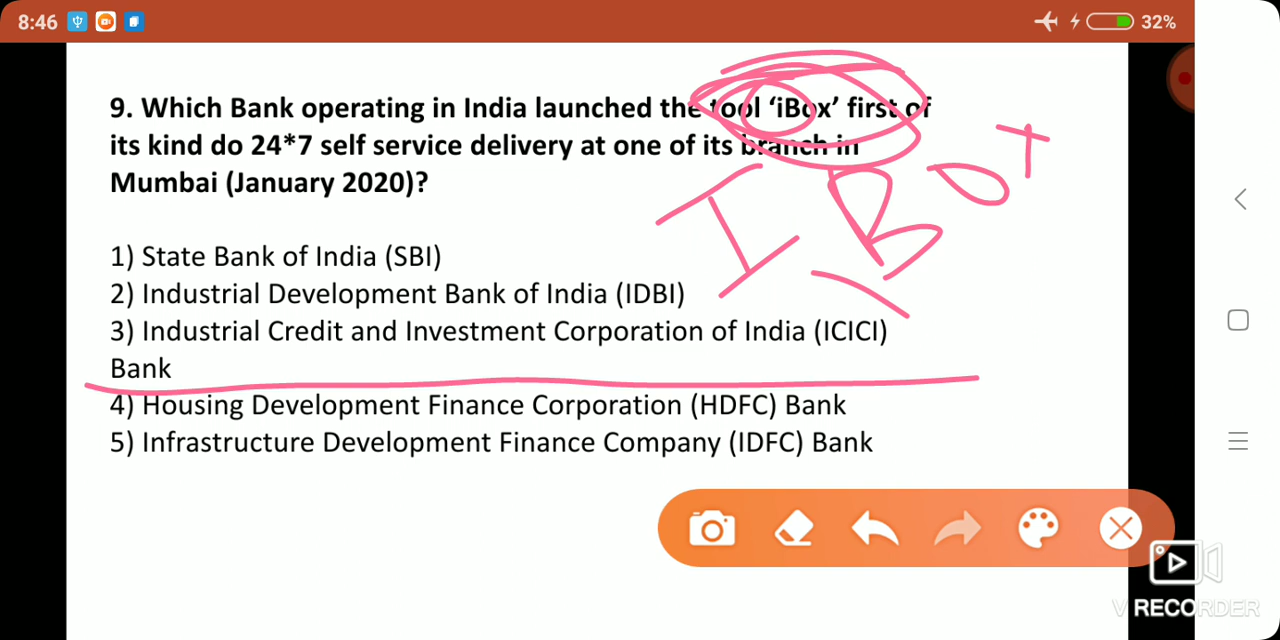 8:46
32%
9. Which Bank operating in India launched the tool ‘iBox’ first of
its kind do 24*7 self service delivery at one of its branch in
Mumbai (January 2020)?
I-Box
1) State Bank of India (SBI)
2) Industrial Development Bank of India (IDBI)
3) Industrial Credit and Investment Corporation of India (ICICI)
Bank
4) Housing Development Finance Corporation (HDFC) Bank
5) Infrastructure Development Finance Company (IDFC) Bank
V RECORDER